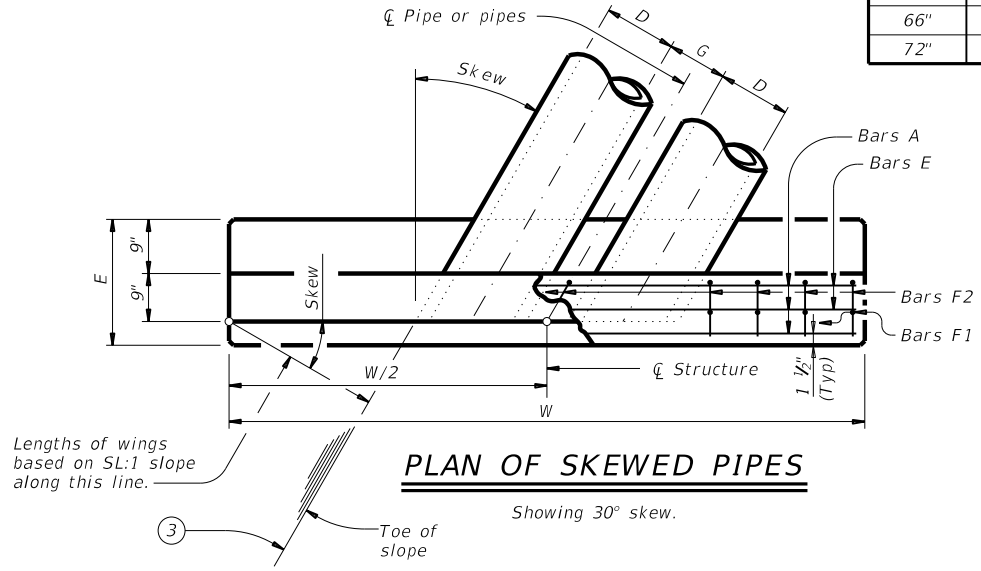 ℄ Pipe or pipes
D
G
D
66"
72"
Skew
Bars A
Bars E
E
9"
9"
Skew
Bars F2
Bars F1
1 ½"
(Typ)
W/2
℄ Structure
W
Lengths of wings
based on SL:1 slope
along this line.
PLAN OF SKEWED PIPES
Showing 30° skew.
3
Toe of
slope